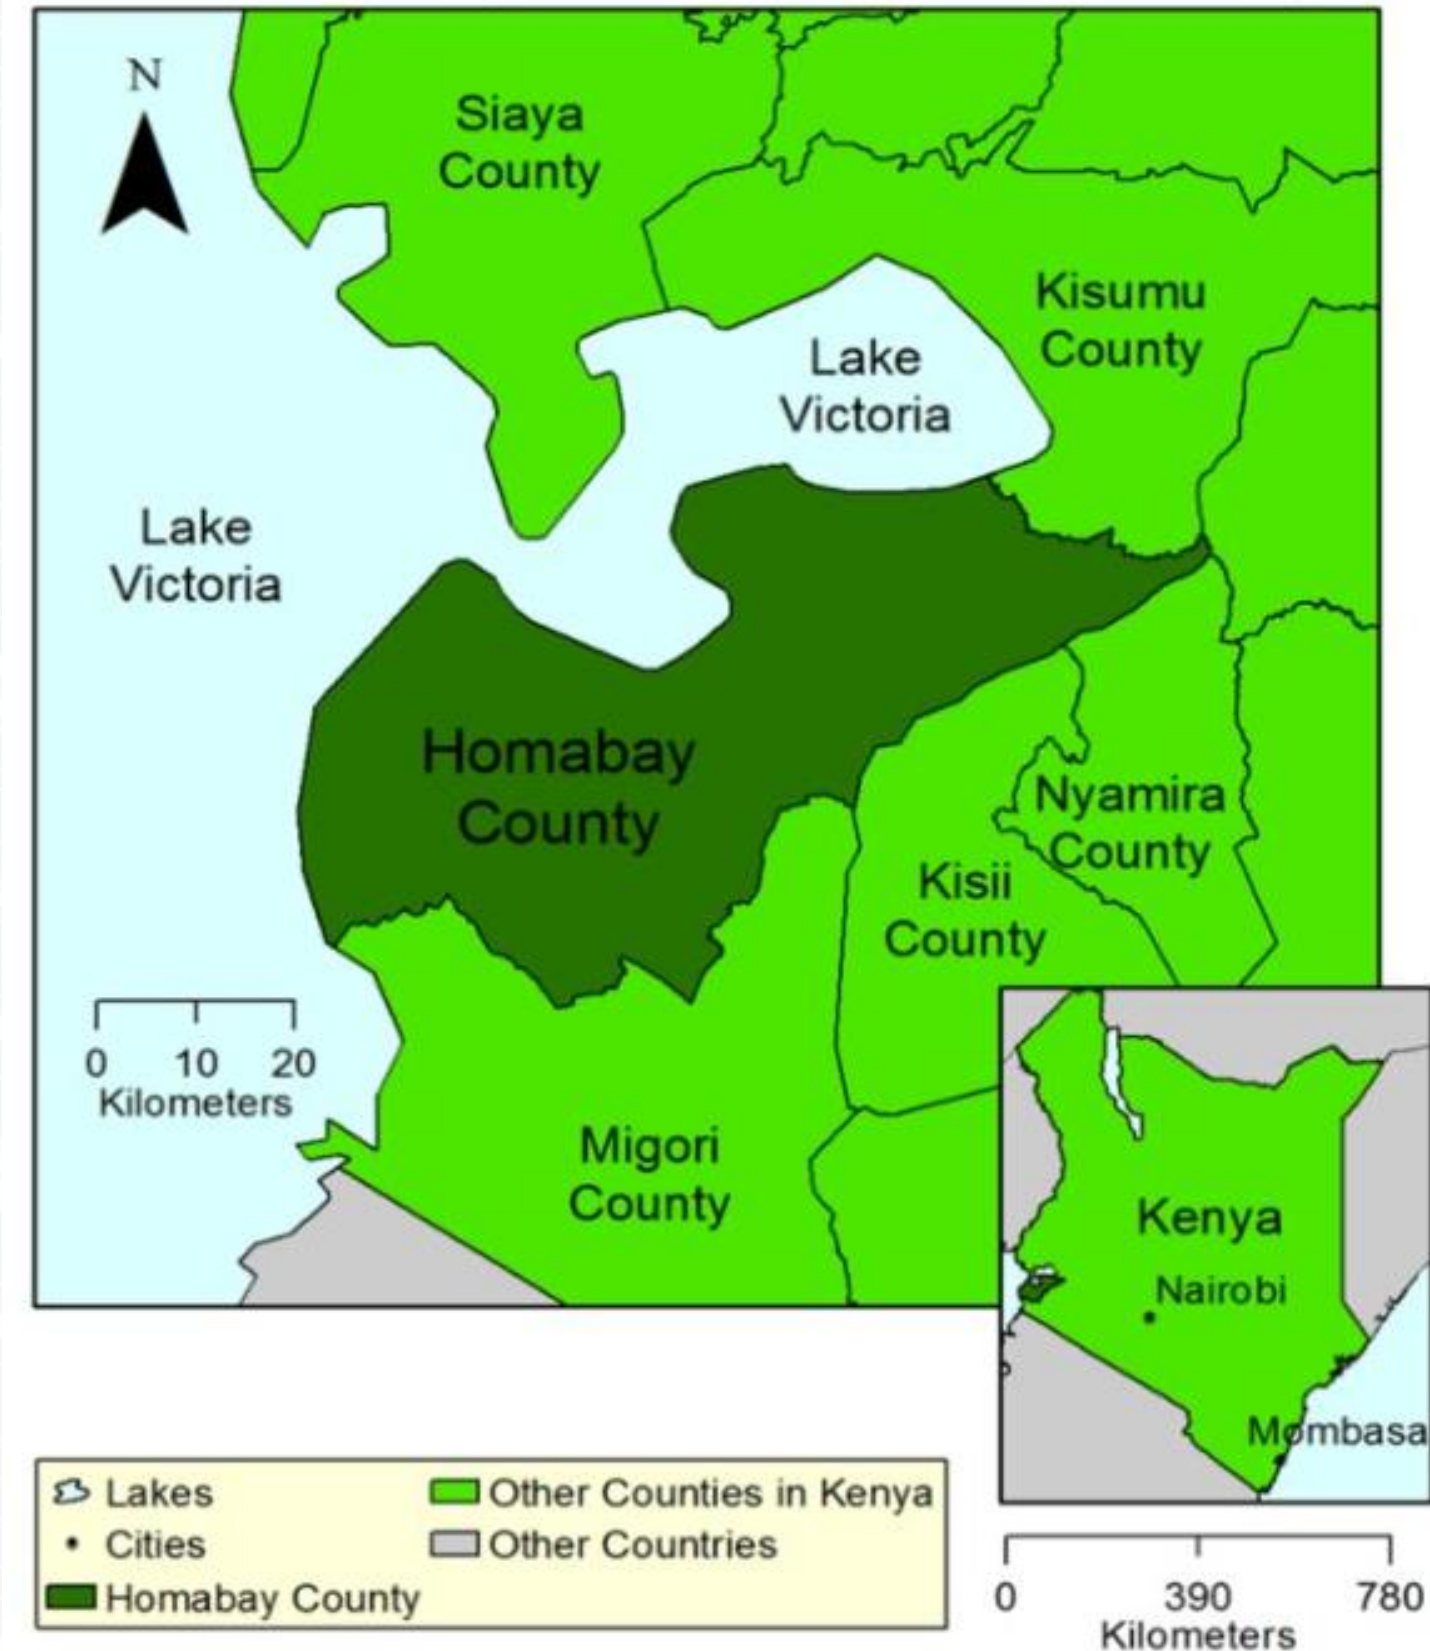 N
Siaya
County
Kisumu
County
Lake
Victoria
Lake
Victoria
Homabay
County
Nyamira
County
Kisii
County
0 10 20
Kilometers
Migori
County
Kenya
Nairobi
Mombasa
Lakes
Other Counties in Kenya
Cities
Other Countries
Homabay County
0 390 780
Kilometers